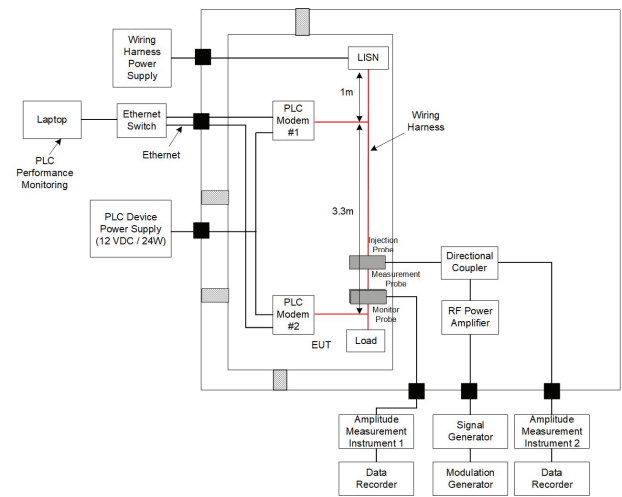 Wiring
Harness
Power
Supply
LISN
1m
Laptop
Ethernet
Switch
PLC
Modem
#1
Wiring
Harness
Ethernet
PLC
Performance
Monitoring
PLC Device
Power Supply
(12 VDC / 24W)
3.3m
Injection
Probe
Directional
Coupler
Measurement
Probe
PLC
Modem
#2
Monitor
Probe
RF Power
Amplifier
EUT
Load
Amplitude
Measurement
Instrument 1
Signal
Generator
Amplitude
Measurement
Instrument 2
Data
Recorder
Modulation
Generator
Data
Recorder